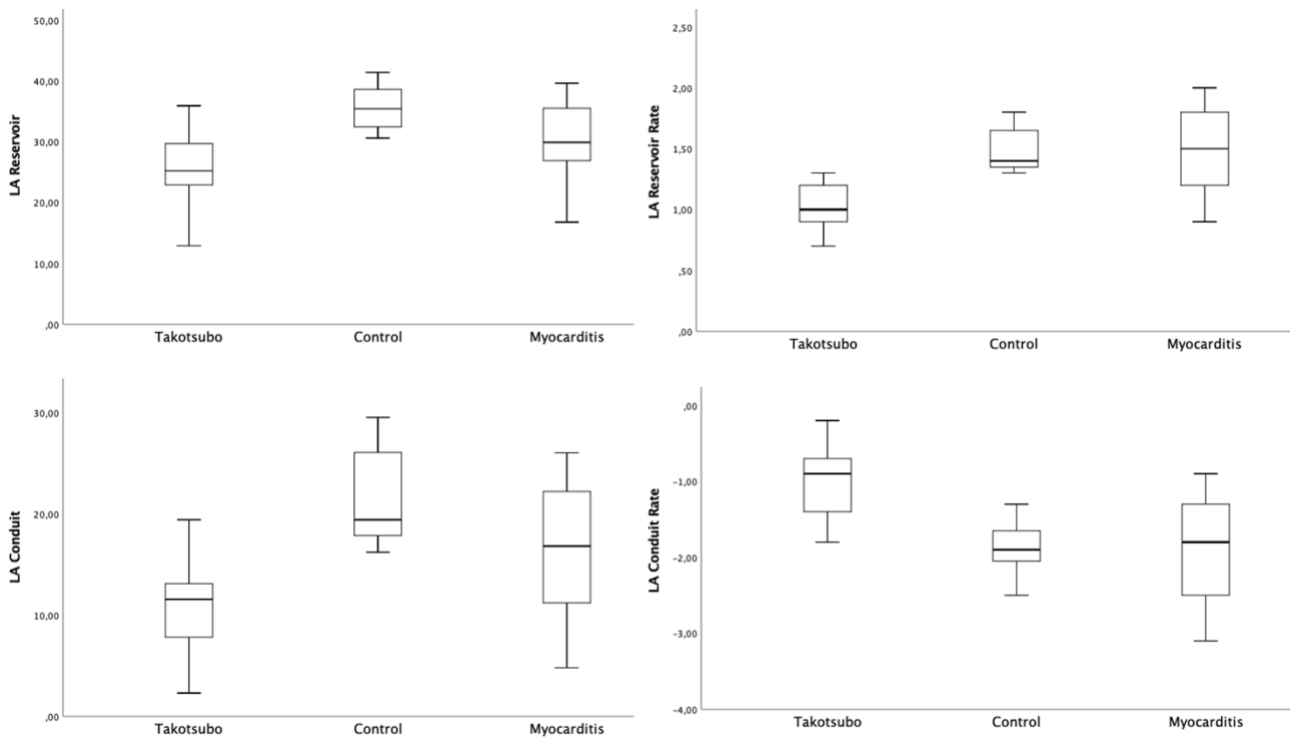 LA Reservoir
50,00
40,00
30,00
20,00
10,00
,00
Takotsubo Control Myocarditis
LA Reservoir Rate
2,50
2,00
1,50
1,00
,50
,00
Takotsubo Control Myocarditis
LA Conduit
30,00
20,00
10,00
,00
Takotsubo Control Myocarditis
LA Conduit Rate
,00
-1,00
-2,00
-3,00
-4,00
Takotsubo Control Myocarditis